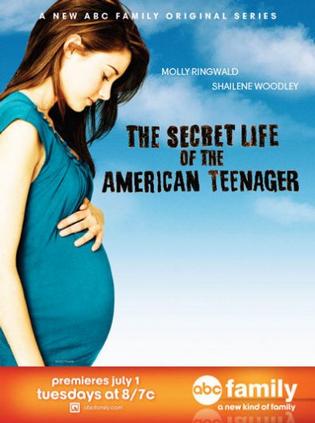 A NEW ABC FAMILY ORIGINAL SERIES
MOLLY RINGWALD
SHAILENE WOODLEY
THE SECRET LIFE
OF THE
AMERICAN TEENAGER
premieres july 1
tuesdays at 8/7c
abcfamily.com
abc family
a new kind of family